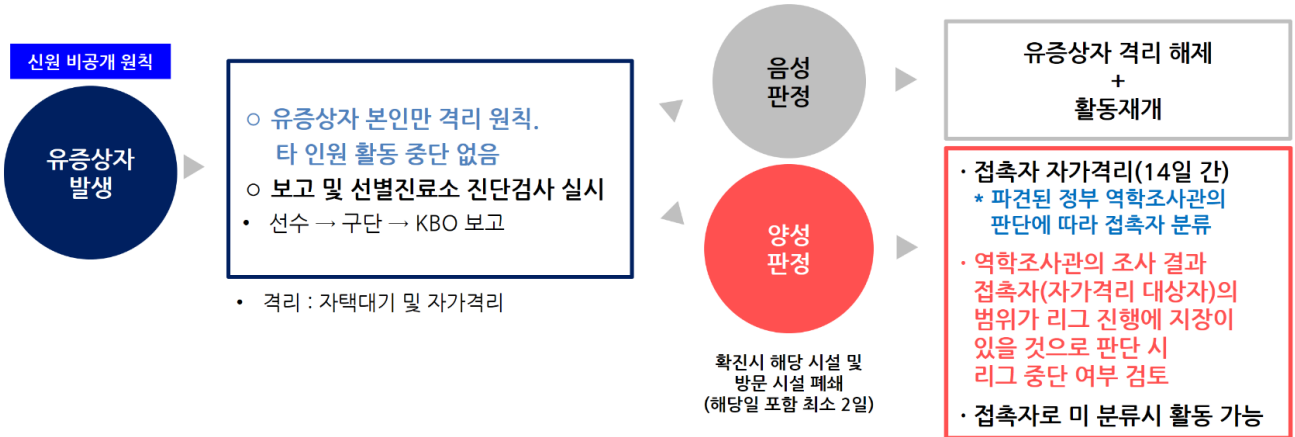 신원 비공개 원칙
유증상자
발생
○ 유증상자 본인만 격리 원칙.
타 인원 활동 중단 없음
○ 보고 및 선별진료소 진단검사 실시
• 선수 → 구단 → KBO 보고
• 격리 : 자택대기 및 자가격리
음성
판정
양성
판정
확진시 해당 시설 및
방문 시설 폐쇄
(해당일 포함 최소 2일)
유증상자 격리 해제
+
활동재개
· 접촉자 자가격리(14일 간)
* 파견된 정부 역학조사관의
판단에 따라 접촉자 분류
· 역학조사관의 조사 결과
접촉자(자가격리 대상자)의
범위가 리그 진행에 지장이
있을 것으로 판단 시
리그 중단 여부 검토
· 접촉자로 미 분류시 활동 가능